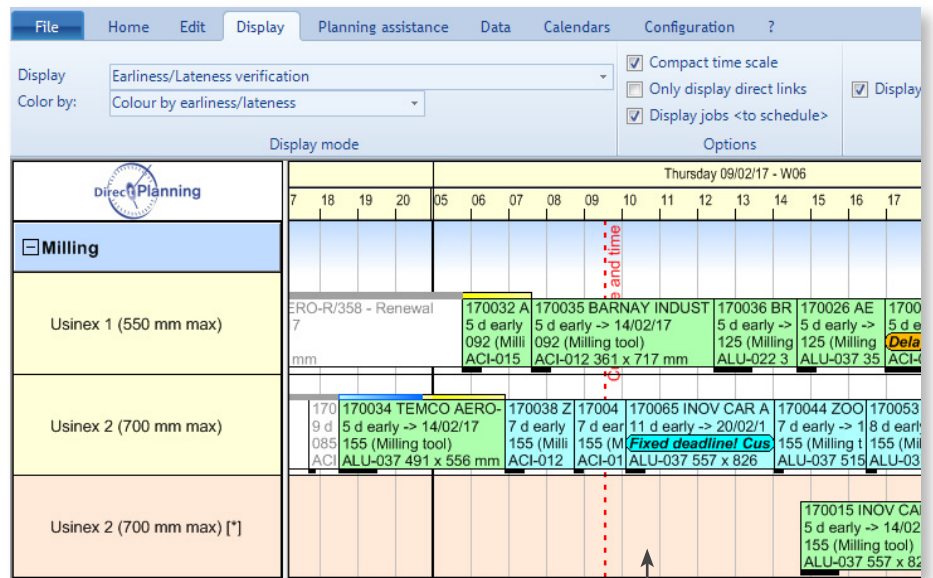 File Home Edit Display Planning assistance Data Calendars Configuration ?
Display Earliness/Lateness verification
Color by: Colour by earliness/lateness
Compact time scale
Only display direct links
Display jobs <to schedule>
Display
Display mode Options
DirectPlanning
Thursday 09/02/17 - W06
7 18 19 20 05 06 07 08 09 10 11 12 13 14 15 16 17
Milling
e and time
Usinex 1 (550 mm max)
ERO-R/358 - Renewal
7
mm
170032 A
5 d early
092 (Milli
ACI-015
170035 BARNAY INDUST
5 d early -> 14/02/17
092 (Milling tool)
ACI-012 361 x 717 mm
170036 BR
5 d early ->
125 (Milling
ALU-022 3
170026 AE
5 d early ->
125 (Milling
ALU-037 35
1700
5 d e
Dela
ACI-
Usinex 2 (700 mm max)
170
9 d
085
ACI
170034 TEMCO AERO-
5 d early -> 14/02/17
155 (Milling tool)
ALU-037 491 x 556 mm
170038 Z
7 d early
155 (Milli
ACI-012
17004
7 d ear
155 (M
ACI-01
170065 INOV CAR A
11 d early -> 20/02/1
Fixed deadline! Cus
ALU-037 557 x 826
170044 ZOO
7 d early -> 1
155 (Milling t
ALU-037 515
170053
8 d earl
155 (Mil
ALU-03
Usinex 2 (700 mm max) [*]
170015 INOV CA
5 d early -> 14/02
155 (Milling tool)
ALU-037 557 x 82